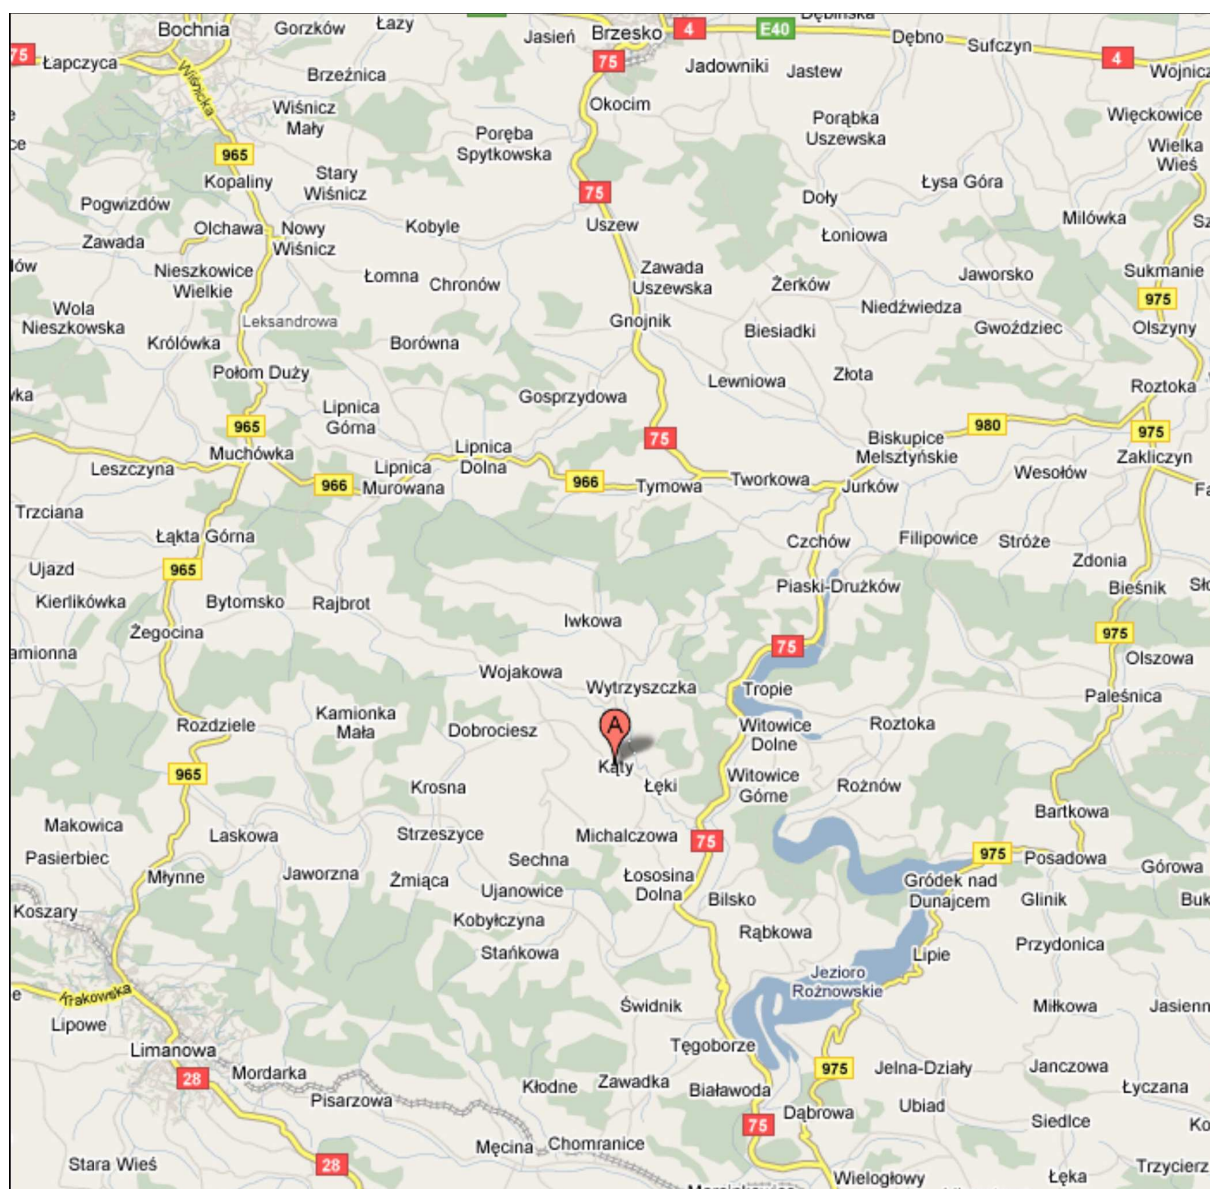 Bochnia
Gorzków
Łazy
Jasień
Brzesko
4
E40
Dębińska
Dębno
Sufczyn
4
Wojnicz
75
Łapczyca
Wiśnicka
Brzeźnica
75
Jadowniki
Jastew
Okocim
Wiśnicz
Mały
Poręba
Spytkowska
Porąbka
Uszewska
Więckowice
Wielka
Wieś
965
Kopaliny
Stary
Wiśnicz
75
Doły
Łysa Góra
Pogwizdów
Olchawa
Nowy
Wiśnicz
Kobyle
Uszew
Łoniowa
Milówka
Zawada
Nieszkowice
Wielkie
Łomna
Chronów
Zawada
Uszewska
Żerków
Jaworsko
Sukmanie
975
Wola
Nieszkowska
Leksandrowa
Gnojnik
Biesiadki
Niedźwiedza
Gwoździec
Olszyny
Królówka
Borówna
Połom Duży
Gosprzydowa
Lewniowa
Złota
Roztoka
Lipnica
Górna
965
Muchówka
Lipnica
Dolna
75
Biskupice
Melsztyńskie
980
975
Zakliczyn
Leszczyna
966
Lipnica
Murowana
966
Tymowa
Tworkowa
Jurków
Wesołów
Trzciana
Łąkta Górna
Czchów
Filipowice
Stróże
Zdonia
Ujazd
965
Kierlikówka
Bytomsko
Rajbrot
Piaski-Drużków
Bieśnik
Żegocina
Iwkowa
75
975
Olszowa
Wojakowa
Wytrzyszczka
Tropie
Paleśnica
Rozdziele
Kamionka
Mała
Dobrociesz
A
Witowice
Dolne
Roztoka
965
Krosna
Kąty
Łęki
Witowice
Górne
Rożnów
Bartkowa
Makowica
Laskowa
Strzeszyce
Michalczowa
75
975
Posadowa
Pasierbiec
Młynne
Jaworzna
Żmiąca
Sechna
Ujanowice
Łososina
Dolna
Bilsko
Gródek nad
Dunajcem
Glinik
Górowa
Koszary
Kobyłczyna
Stańkowa
Rąbkowa
Lipie
Przydonica
Krakowska
Lipowe
Świdnik
Jezioro
Rożnowskie
Miłkowa
Limanowa
Mordarka
Tęgoborze
28
Pisarzowa
Kłodne
Zawadka
Białawoda
975
Jelna-Działy
Janczowa
Łyczana
Dąbrowa
Ubiad
Siedlce
75
Męcina
Chomranice
Stara Wieś
28
Wielogłowy
Łęka